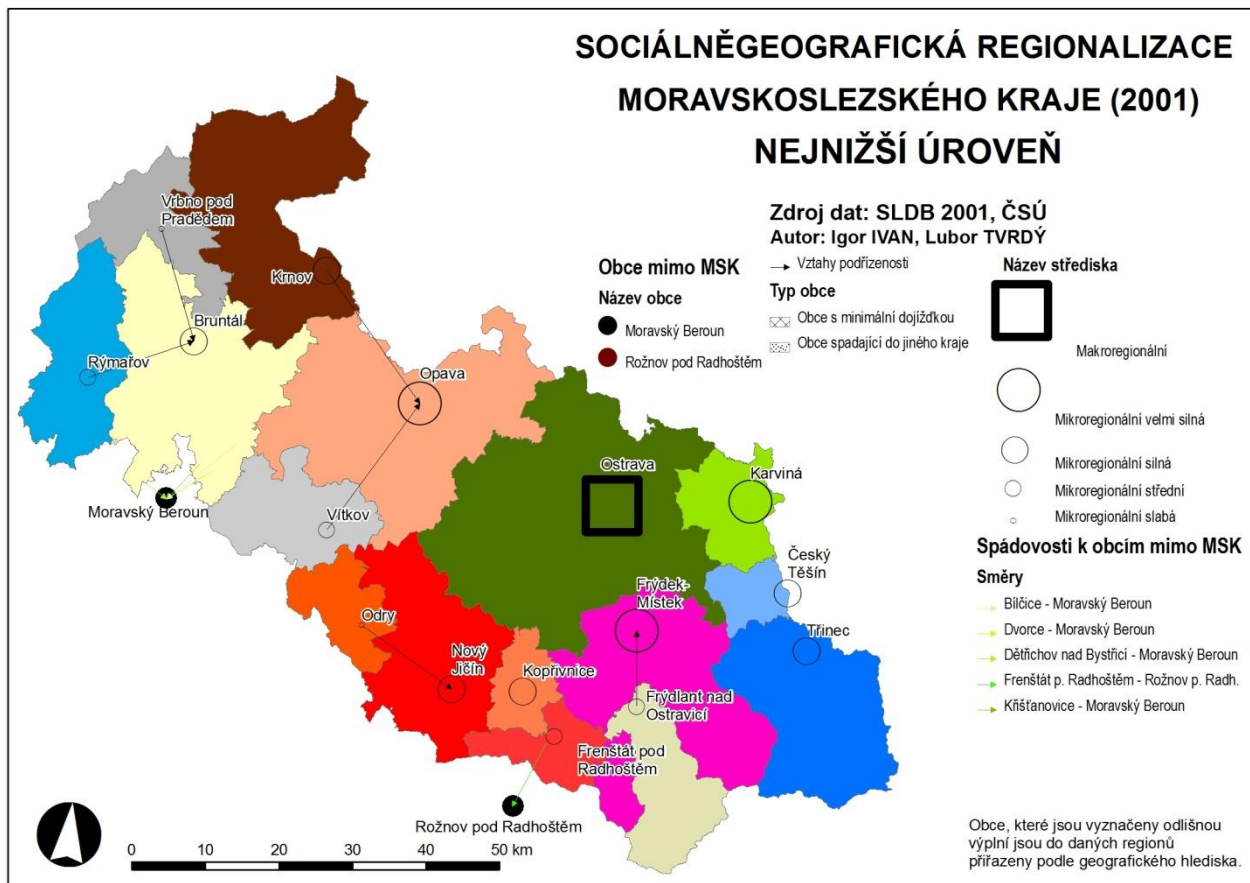 SOCIÁLNĚGEOGRAFICKÁ REGIONALIZACE
MORAVSKOSLEZSKÉHO KRAJE (2001)
NEJNIŽŠÍ ÚROVEŇ
Zdroj dat: SLDB 2001, ČSÚ
Autor: Igor IVAN, Lubor TVRDÝ
Obce mimo MSK
Název obce
Moravský Beroun
Rožnov pod Radhoštěm
Vztahy podřízenosti
Typ obce
Obce s minimální dojížďkou
Obce spadající do jiného kraje
Název střediska
Makroregionální
Mikroregionální velmi silná
Mikroregionální silná
Mikroregionální střední
Mikroregionální slabá
Spádovosti k obcím mimo MSK
Směry
Bílčice - Moravský Beroun
Dvorce - Moravský Beroun
Dětřichov nad Bystřicí - Moravský Beroun
Frenštát p. Radhoštěm - Rožnov p. Radh.
Křišťanovice - Moravský Beroun
Vrbno pod
Pradědem
Krnov
Bruntál
Rýmařov
Opava
Ostrava
Karviná
Moravský Beroun
Vítkov
Český
Těšín
Frýdek-
Místek
Odry
Třinec
Nový
Jičín
Kopřivnice
Frýdlant nad
Ostravicí
Frenštát pod
Radhoštěm
Rožnov pod Radhoštěm
0 10 20 30 40 50 km
Obce, které jsou vyznačeny odlišnou
výplní jsou do daných regionů
přiřazeny podle geografického hlediska.